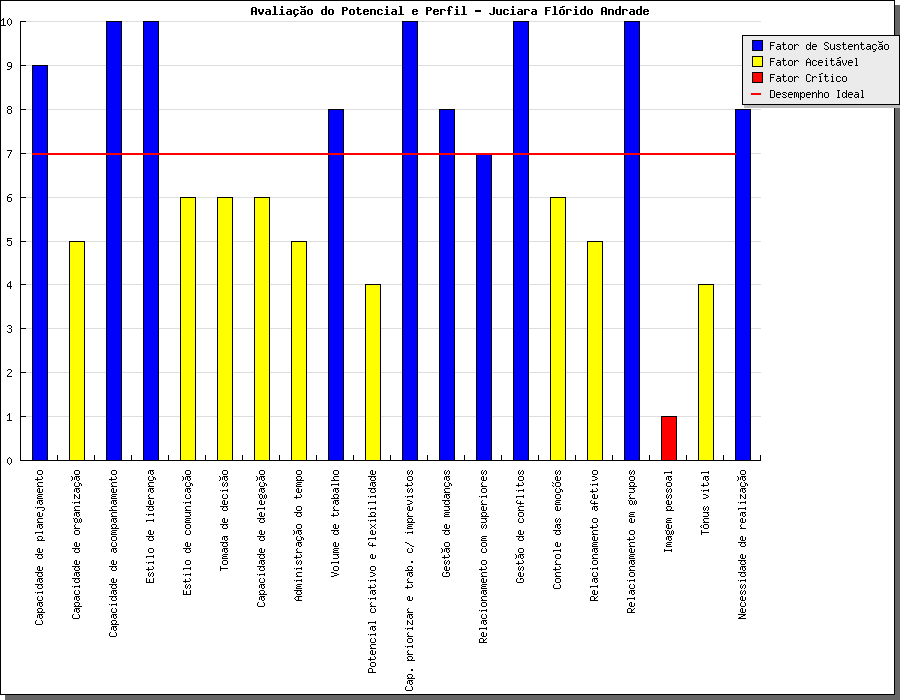 Avaliação do Potencial e Perfil - Juciara Flórido Andrade
Fator de Sustentação
Fator Aceitável
Fator Crítico
Desempenho Ideal
10
9
8
7
6
5
4
3
2
1
0
Capacidade de planejamento
Capacidade de organização
Capacidade de acompanhamento
Estilo de liderança
Estilo de comunicação
Tomada de decisão
Capacidade de delegação
Administração do tempo
Volume de trabalho
Potencial criativo e flexibilidade
Cap. priorizar e trab. c/ imprevistos
Gestão de mudanças
Relacionamento com superiores
Gestão de conflitos
Controle das emoções
Relacionamento afetivo
Relacionamento em grupos
Imagem pessoal
Tônus vital
Necessidade de realização